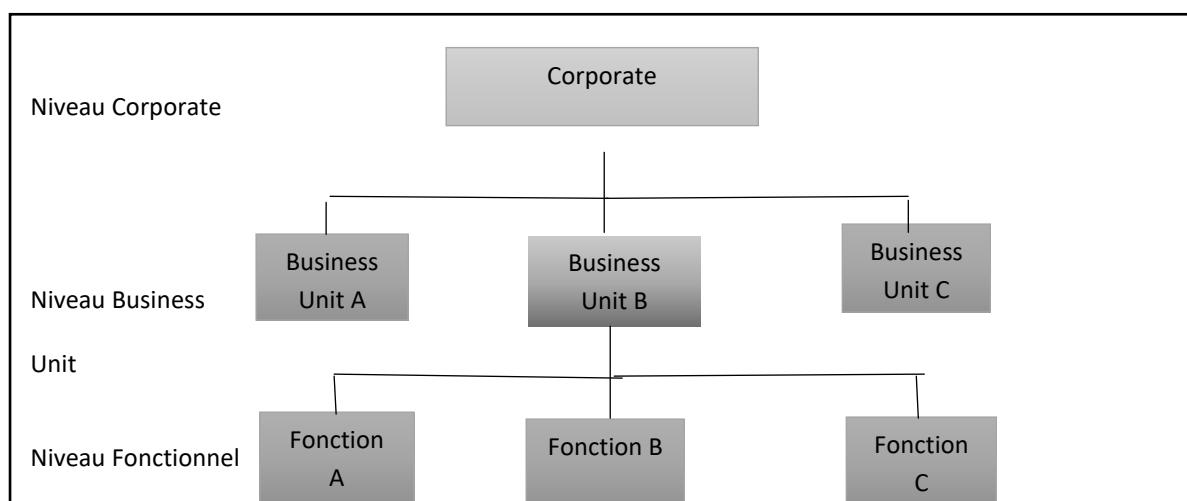 Corporate
Niveau Corporate
Business
Unit A
Business
Unit B
Business
Unit C
Niveau Business
Unit
Fonction
A
Fonction B
Fonction
C
Niveau Fonctionnel